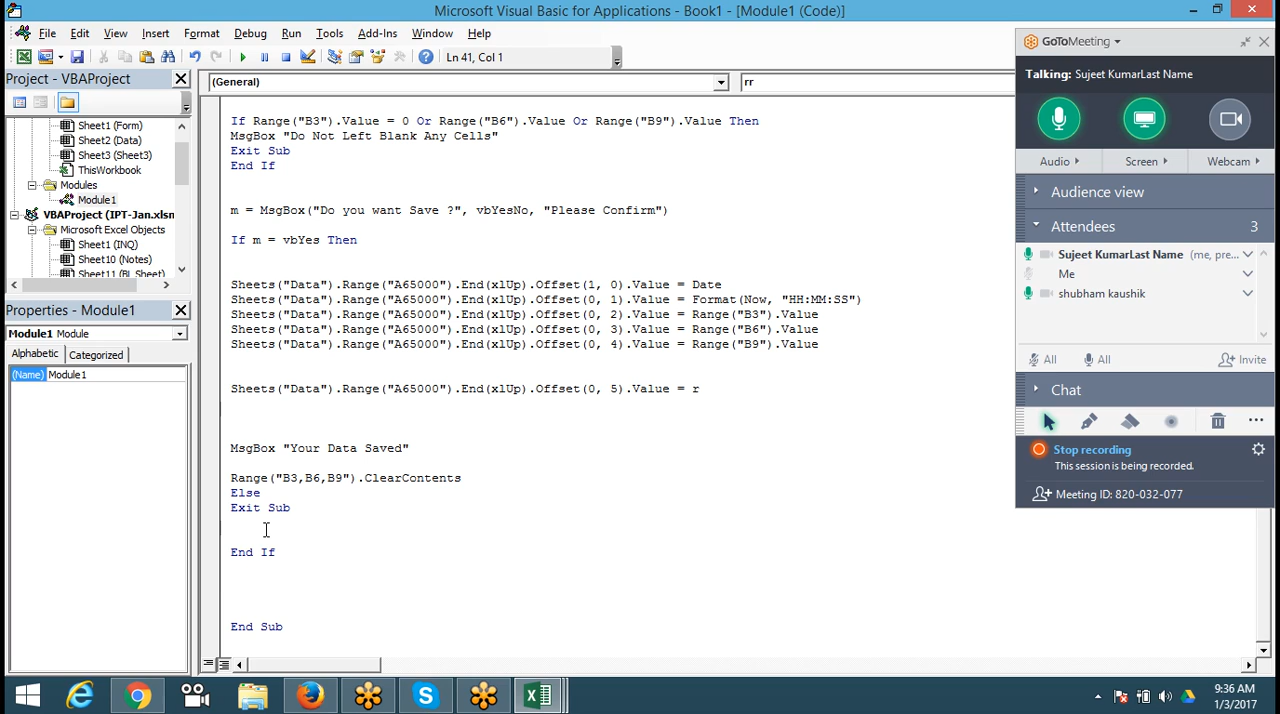 Microsoft Visual Basic for Applications - Book1 - [Module1 (Code)]
File Edit View Insert Format Debug Run Tools Add-Ins Window Help
Ln 41, Col 1
Project - VBAProject
Sheet1 (Form)
Sheet2 (Data)
Sheet3 (Sheet3)
ThisWorkbook
Modules
Module1
VBAProject (IPT-Jan.xlsm
Microsoft Excel Objects
Sheet1 (INQ)
Sheet10 (Notes)
Sheet11 (BL Sheet)
Properties - Module1
Module1 Module
Alphabetic Categorized
(Name) Module1
(General) rr
If Range("B3").Value = 0 Or Range("B6").Value Or Range("B9").Value Then
MsgBox "Do Not Left Blank Any Cells"
Exit Sub
End If
m = MsgBox("Do you want Save ?", vbYesNo, "Please Confirm")
If m = vbYes Then
Sheets("Data").Range("A65000").End(xlUp).Offset(1, 0).Value = Date
Sheets("Data").Range("A65000").End(xlUp).Offset(0, 1).Value = Format(Now, "HH:MM:SS")
Sheets("Data").Range("A65000").End(xlUp).Offset(0, 2).Value = Range("B3").Value
Sheets("Data").Range("A65000").End(xlUp).Offset(0, 3).Value = Range("B6").Value
Sheets("Data").Range("A65000").End(xlUp).Offset(0, 4).Value = Range("B9").Value
Sheets("Data").Range("A65000").End(xlUp).Offset(0, 5).Value = r
MsgBox "Your Data Saved"
Range("B3,B6,B9").ClearContents
Else
Exit Sub
End If
End Sub
GoToMeeting
Talking: Sujeet KumarLast Name
Audio Screen Webcam
Audience view
Attendees 3
Sujeet KumarLast Name (me, pre...
Me
shubham kaushik
All All Invite
Chat
Stop recording
This session is being recorded.
Meeting ID: 820-032-077
9:36 AM
1/3/2017